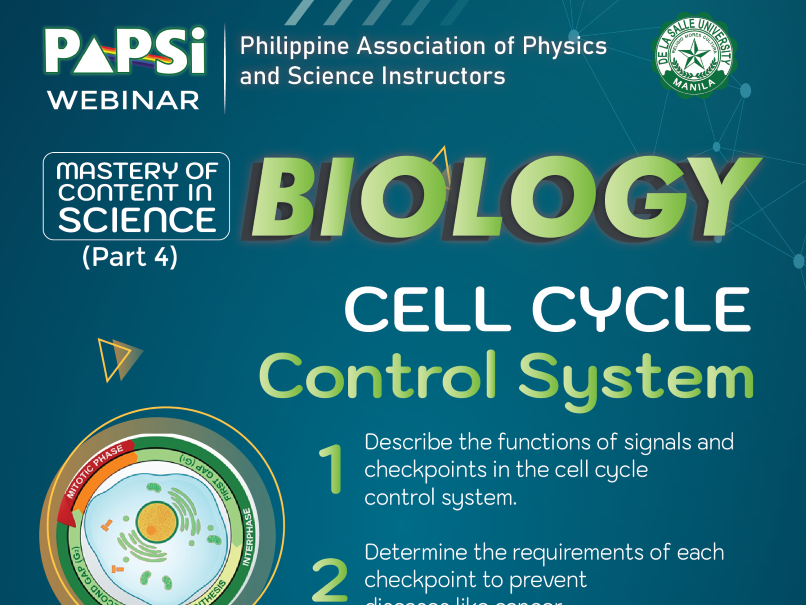 PAPSi
WEBINAR
Philippine Association of Physics
and Science Instructors
DE LA SALLE UNIVERSITY
MANILA
MASTERY OF
CONTENT IN
SCIENCE
(Part 4)
BIOLOGY
CELL CYCLE
Control System
1
Describe the functions of signals and
checkpoints in the cell cycle
control system.
MITOTIC PHASE
FIRST GAP (G1)
INTERPHASE
SECOND GAP (G2)
2
Determine the requirements of each
checkpoint to prevent
diseases like cancer